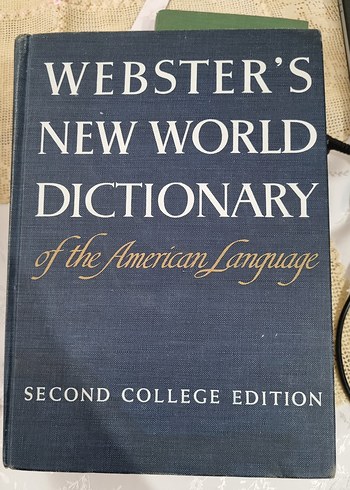 WEBSTER'S
NEW WORLD
DICTIONARY
of the American Language
SECOND COLLEGE EDITION